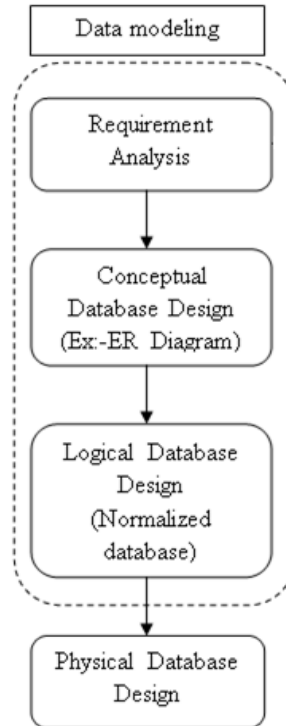 Data modeling
Requirement
Analysis
Conceptual
Database Design
(Ex:-ER Diagram)
Logical Database
Design
(Normalized
database)
Physical Database
Design